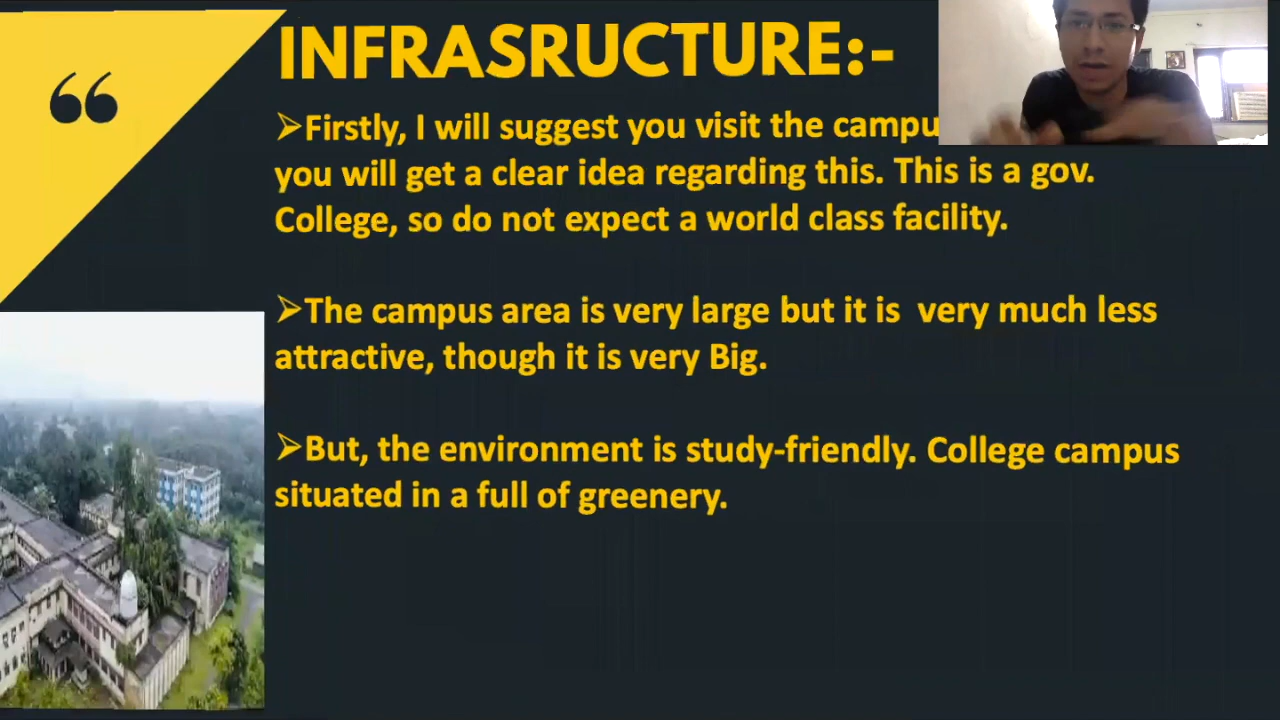 “
INFRASRUCTURE:-
➢Firstly, I will suggest you visit the campu
you will get a clear idea regarding this. This is a gov.
College, so do not expect a world class facility.
➢The campus area is very large but it is very much less
attractive, though it is very Big.
➢But, the environment is study-friendly. College campus
situated in a full of greenery.